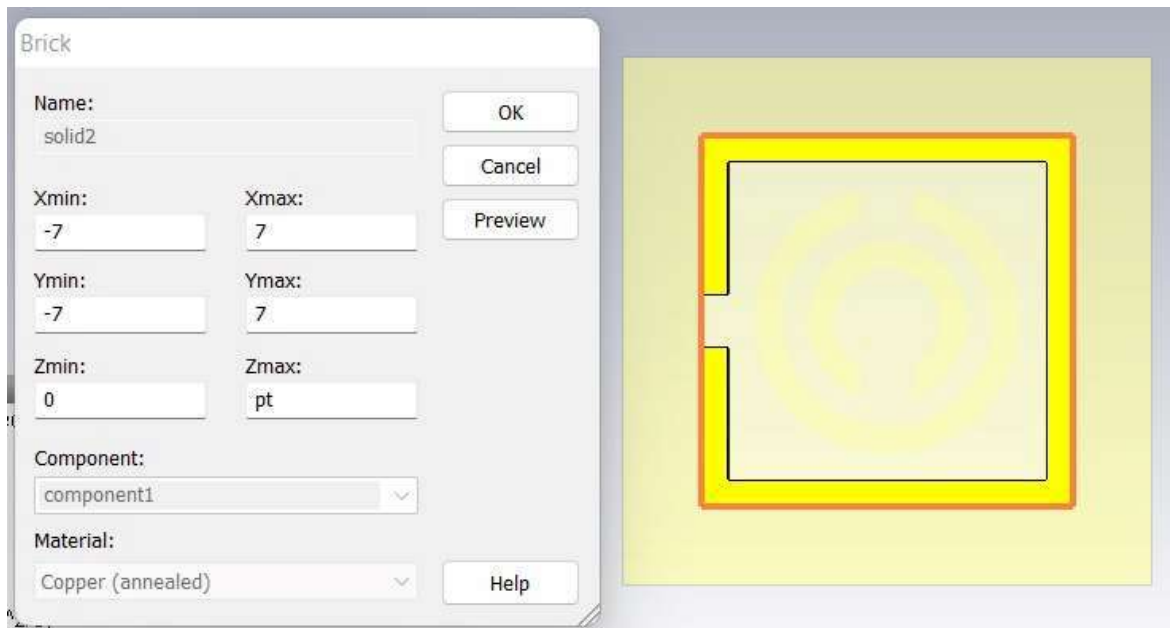 Brick
Name:
OK
solid2
Cancel
Xmin:
Xmax:
Preview
-7
7
Ymin:
Ymax:
-7
7
Zmin:
Zmax:
0
pt
Component:
component1
Material:
Copper (annealed)
Help